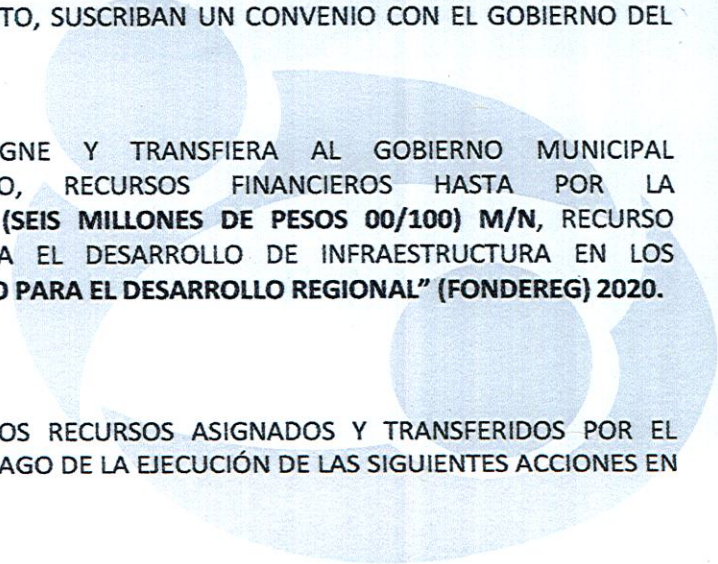 TO, SUSCRIBAN UN CONVENIO CON EL GOBIERNO DEL
GNE Y TRANSFIERA AL GOBIERNO MUNICIPAL
O, RECURSOS FINANCIEROS HASTA POR LA
(SEIS MILLONES DE PESOS 00/100) M/N, RECURSO
A EL DESARROLLO DE INFRAESTRUCTURA EN LOS
O PARA EL DESARROLLO REGIONAL” (FONDEREG) 2020.
OS RECURSOS ASIGNADOS Y TRANSFERIDOS POR EL
AGO DE LA EJECUCIÓN DE LAS SIGUIENTES ACCIONES EN